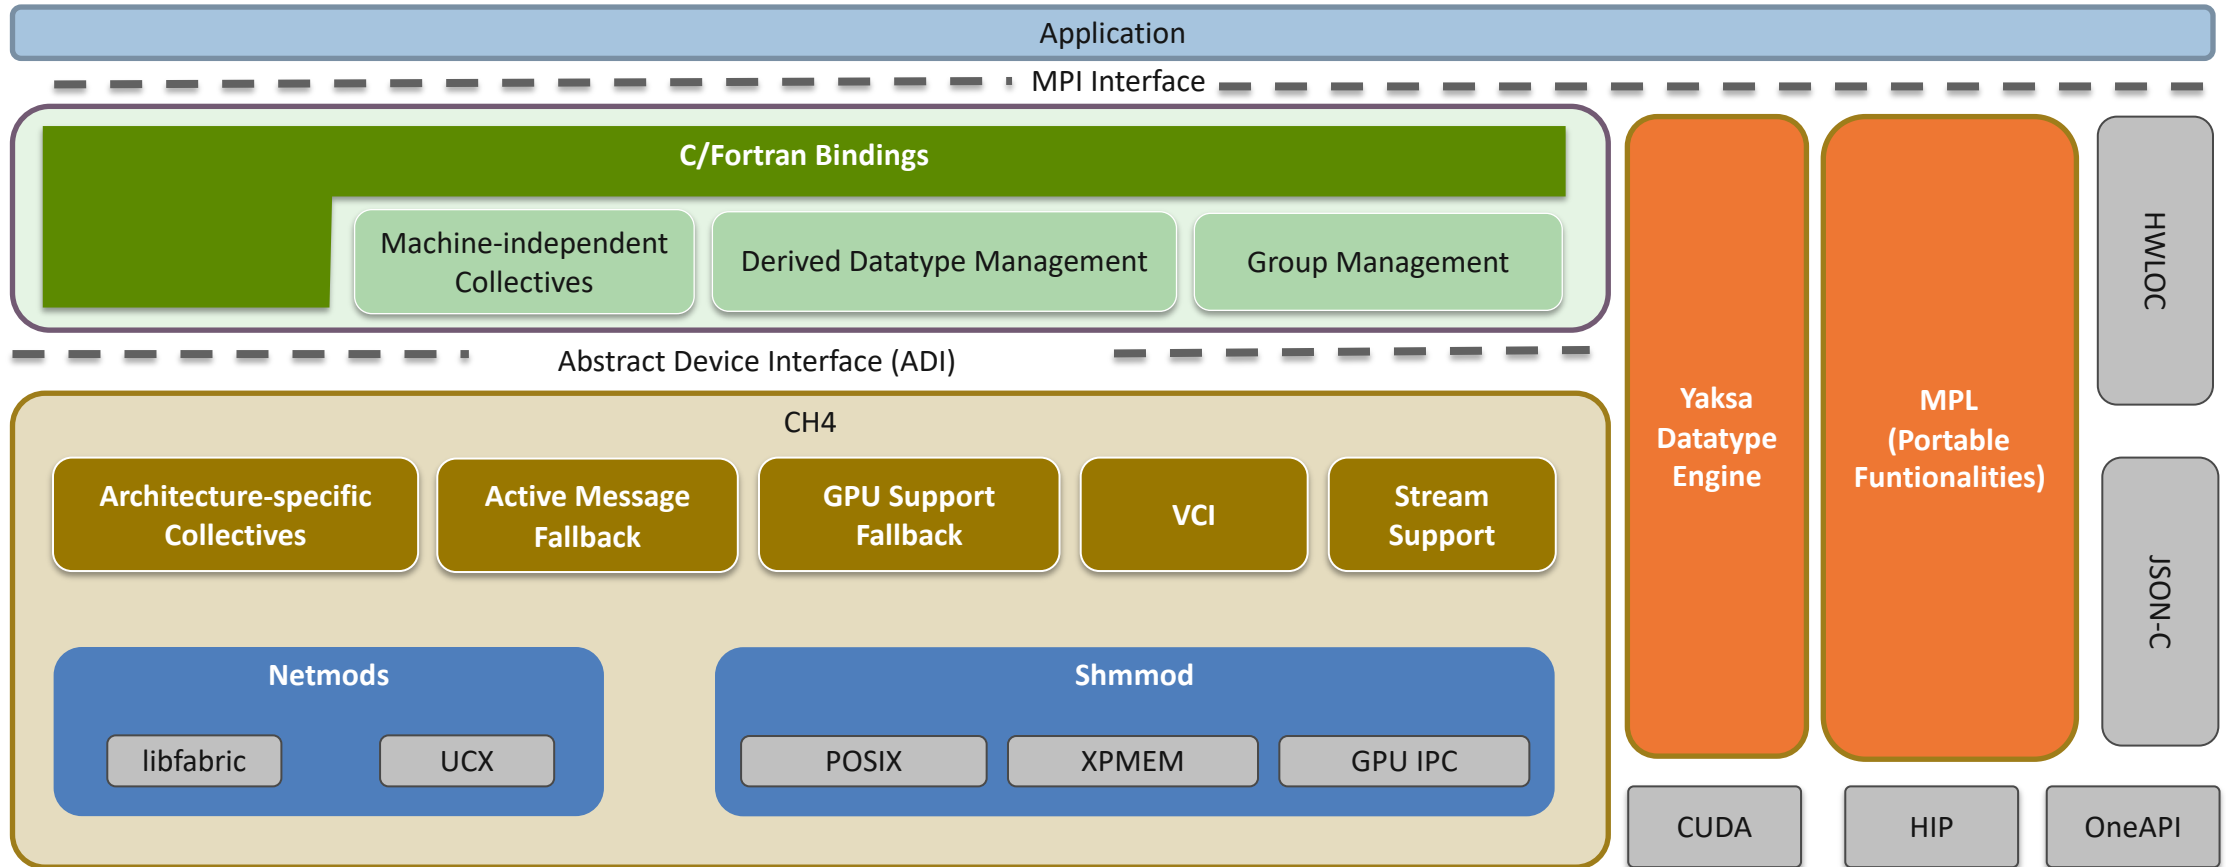 Application
MPI Interface
C/Fortran Bindings
Machine-independent
Collectives
Derived Datatype Management
Group Management
Abstract Device Interface (ADI)
CH4
Architecture-specific
Collectives
Active Message
Fallback
GPU Support
Fallback
VCI
Stream
Support
Netmods
libfabric
UCX
Shmmod
POSIX
XPMEM
GPU IPC
Yaksa
Datatype
Engine
MPL
(Portable
Funtionalities)
HWLOC
JSON-C
CUDA
HIP
OneAPI